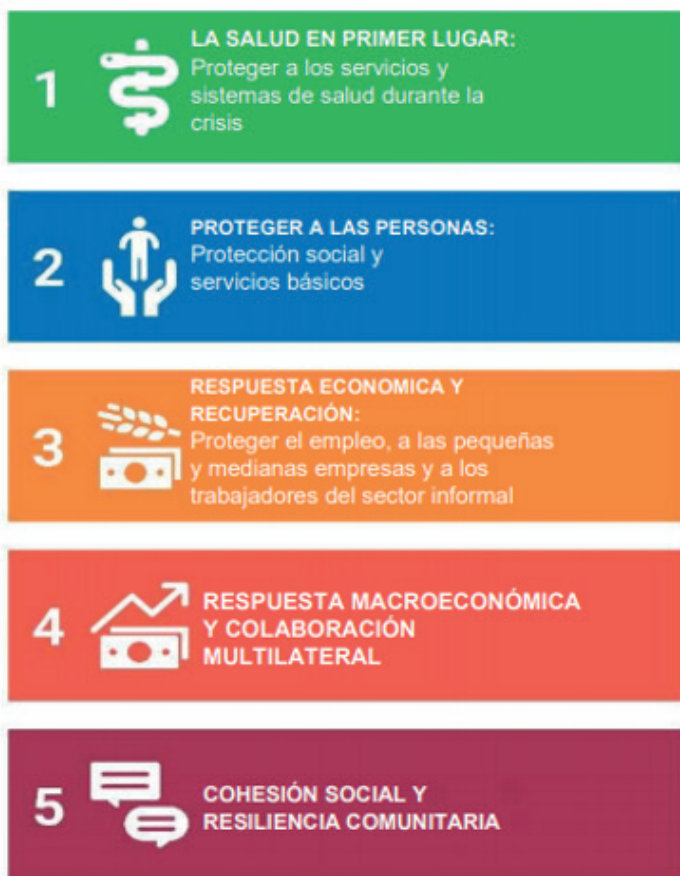 1
LA SALUD EN PRIMER LUGAR:
Proteger a los servicios y
sistemas de salud durante la
crisis
2
PROTEGER A LAS PERSONAS:
Protección social y
servicios básicos
3
RESPUESTA ECONOMICA Y
RECUPERACIÓN:
Proteger el empleo, a las pequeñas
y medianas empresas y a los
trabajadores del sector informal
4
RESPUESTA MACROECONÓMICA
Y COLABORACIÓN
MULTILATERAL
5
COHESIÓN SOCIAL Y
RESILIENCIA COMUNITARIA